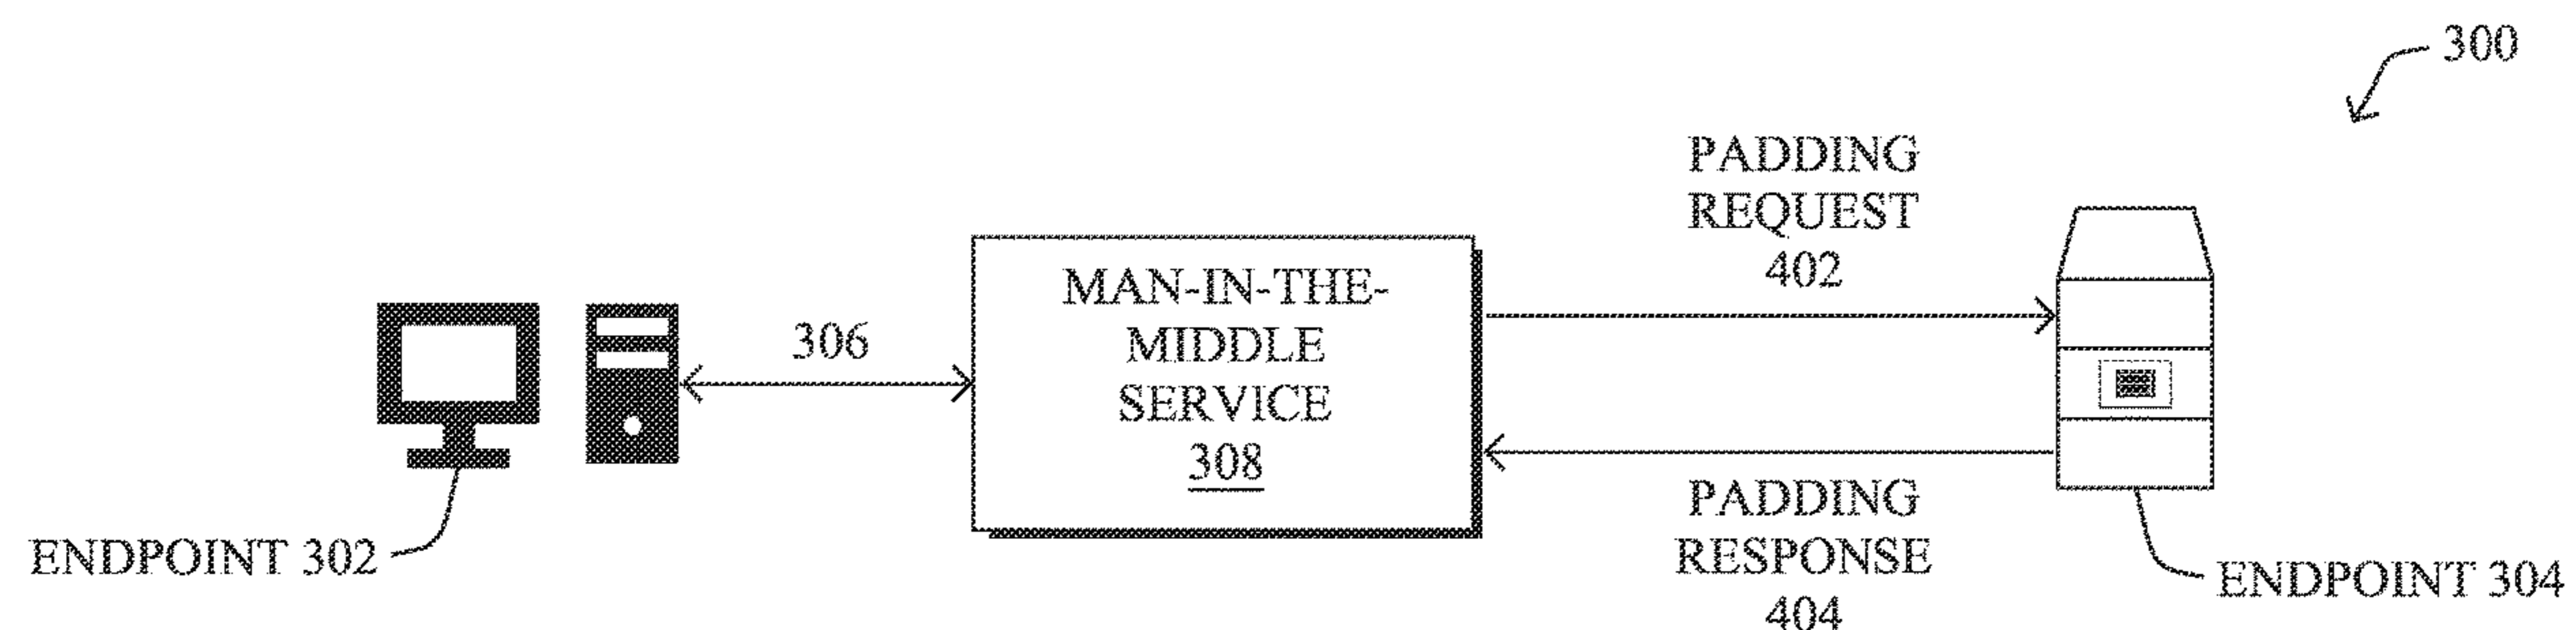 300
PADDING
REQUEST
402
MAN-IN-THE-
MIDDLE
SERVICE
308
306
PADDING
RESPONSE
404
ENDPOINT 302
ENDPOINT 304